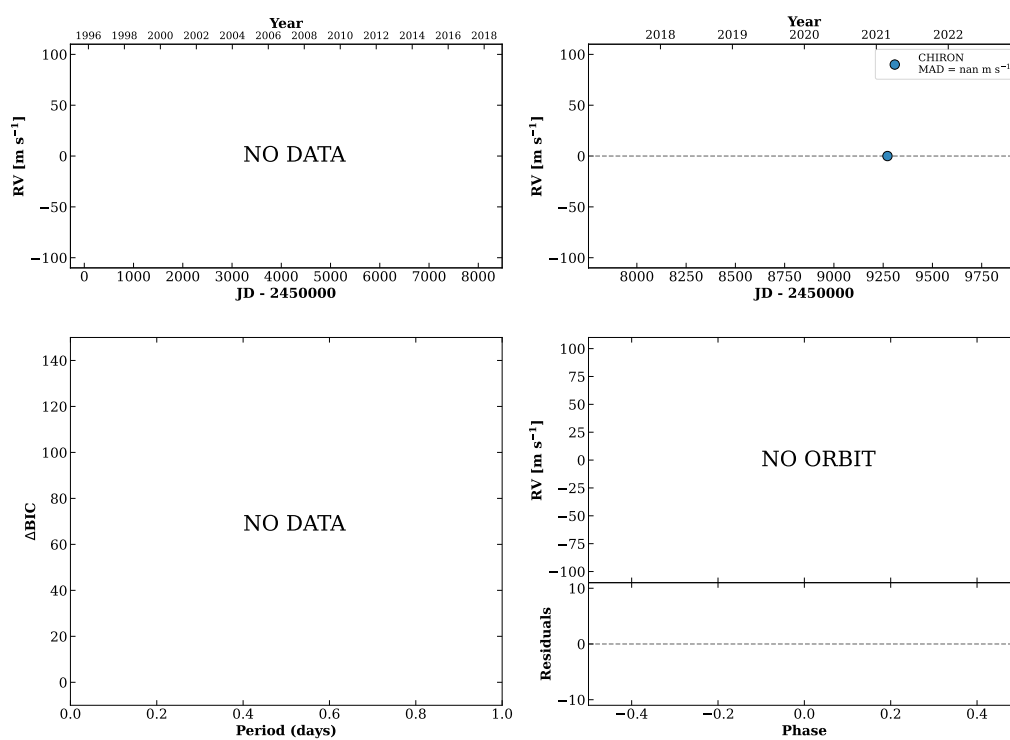 Year
1996 1998 2000 2002 2004 2006 2008 2010 2012 2014 2016 2018
100
50
0
−50
−100
RV [m s⁻¹]
NO DATA
0 1000 2000 3000 4000 5000 6000 7000 8000
JD - 2450000
Year
2018 2019 2020 2021 2022
CHIRON
MAD = nan m s⁻¹
100
50
0
−50
−100
RV [m s⁻¹]
8000 8250 8500 8750 9000 9250 9500 9750
JD - 2450000
140
120
100
80
60
40
20
0
ΔBIC
NO DATA
0.0 0.2 0.4 0.6 0.8 1.0
Period (days)
100
75
50
25
0
−25
−50
−75
−100
RV [m s⁻¹]
NO ORBIT
10
0
−10
Residuals
−0.4 −0.2 0.0 0.2 0.4
Phase